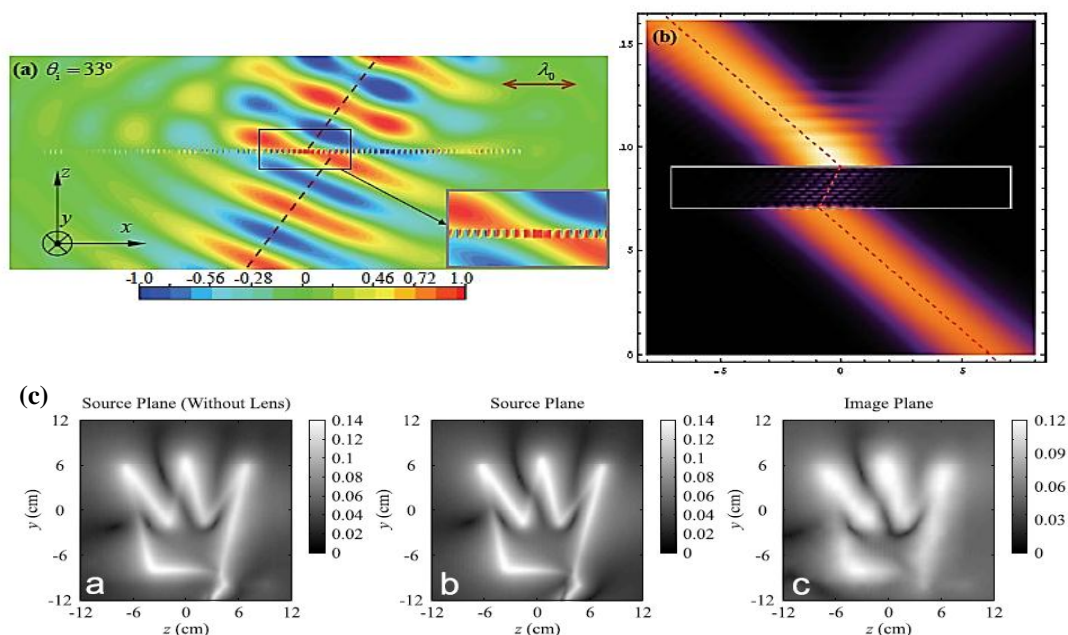 (a) θi = 33º
λ0
z
y
x
-1.0 -0.56 -0.28 0 0.46 0.72 1.0
(b)
.15
.10
5
0
-5 0 5
(c)
Source Plane (Without Lens)
12
6
0
-6
-12
y (cm)
-12 -6 0 6 12
z (cm)
0.14
0.12
0.1
0.08
0.06
0.04
0.02
0
a
Source Plane
12
6
0
-6
-12
y (cm)
-12 -6 0 6 12
z (cm)
0.14
0.12
0.1
0.08
0.06
0.04
0.02
0
b
Image Plane
12
6
0
-6
-12
y (cm)
-12 -6 0 6 12
z (cm)
0.12
0.09
0.06
0.03
0
c